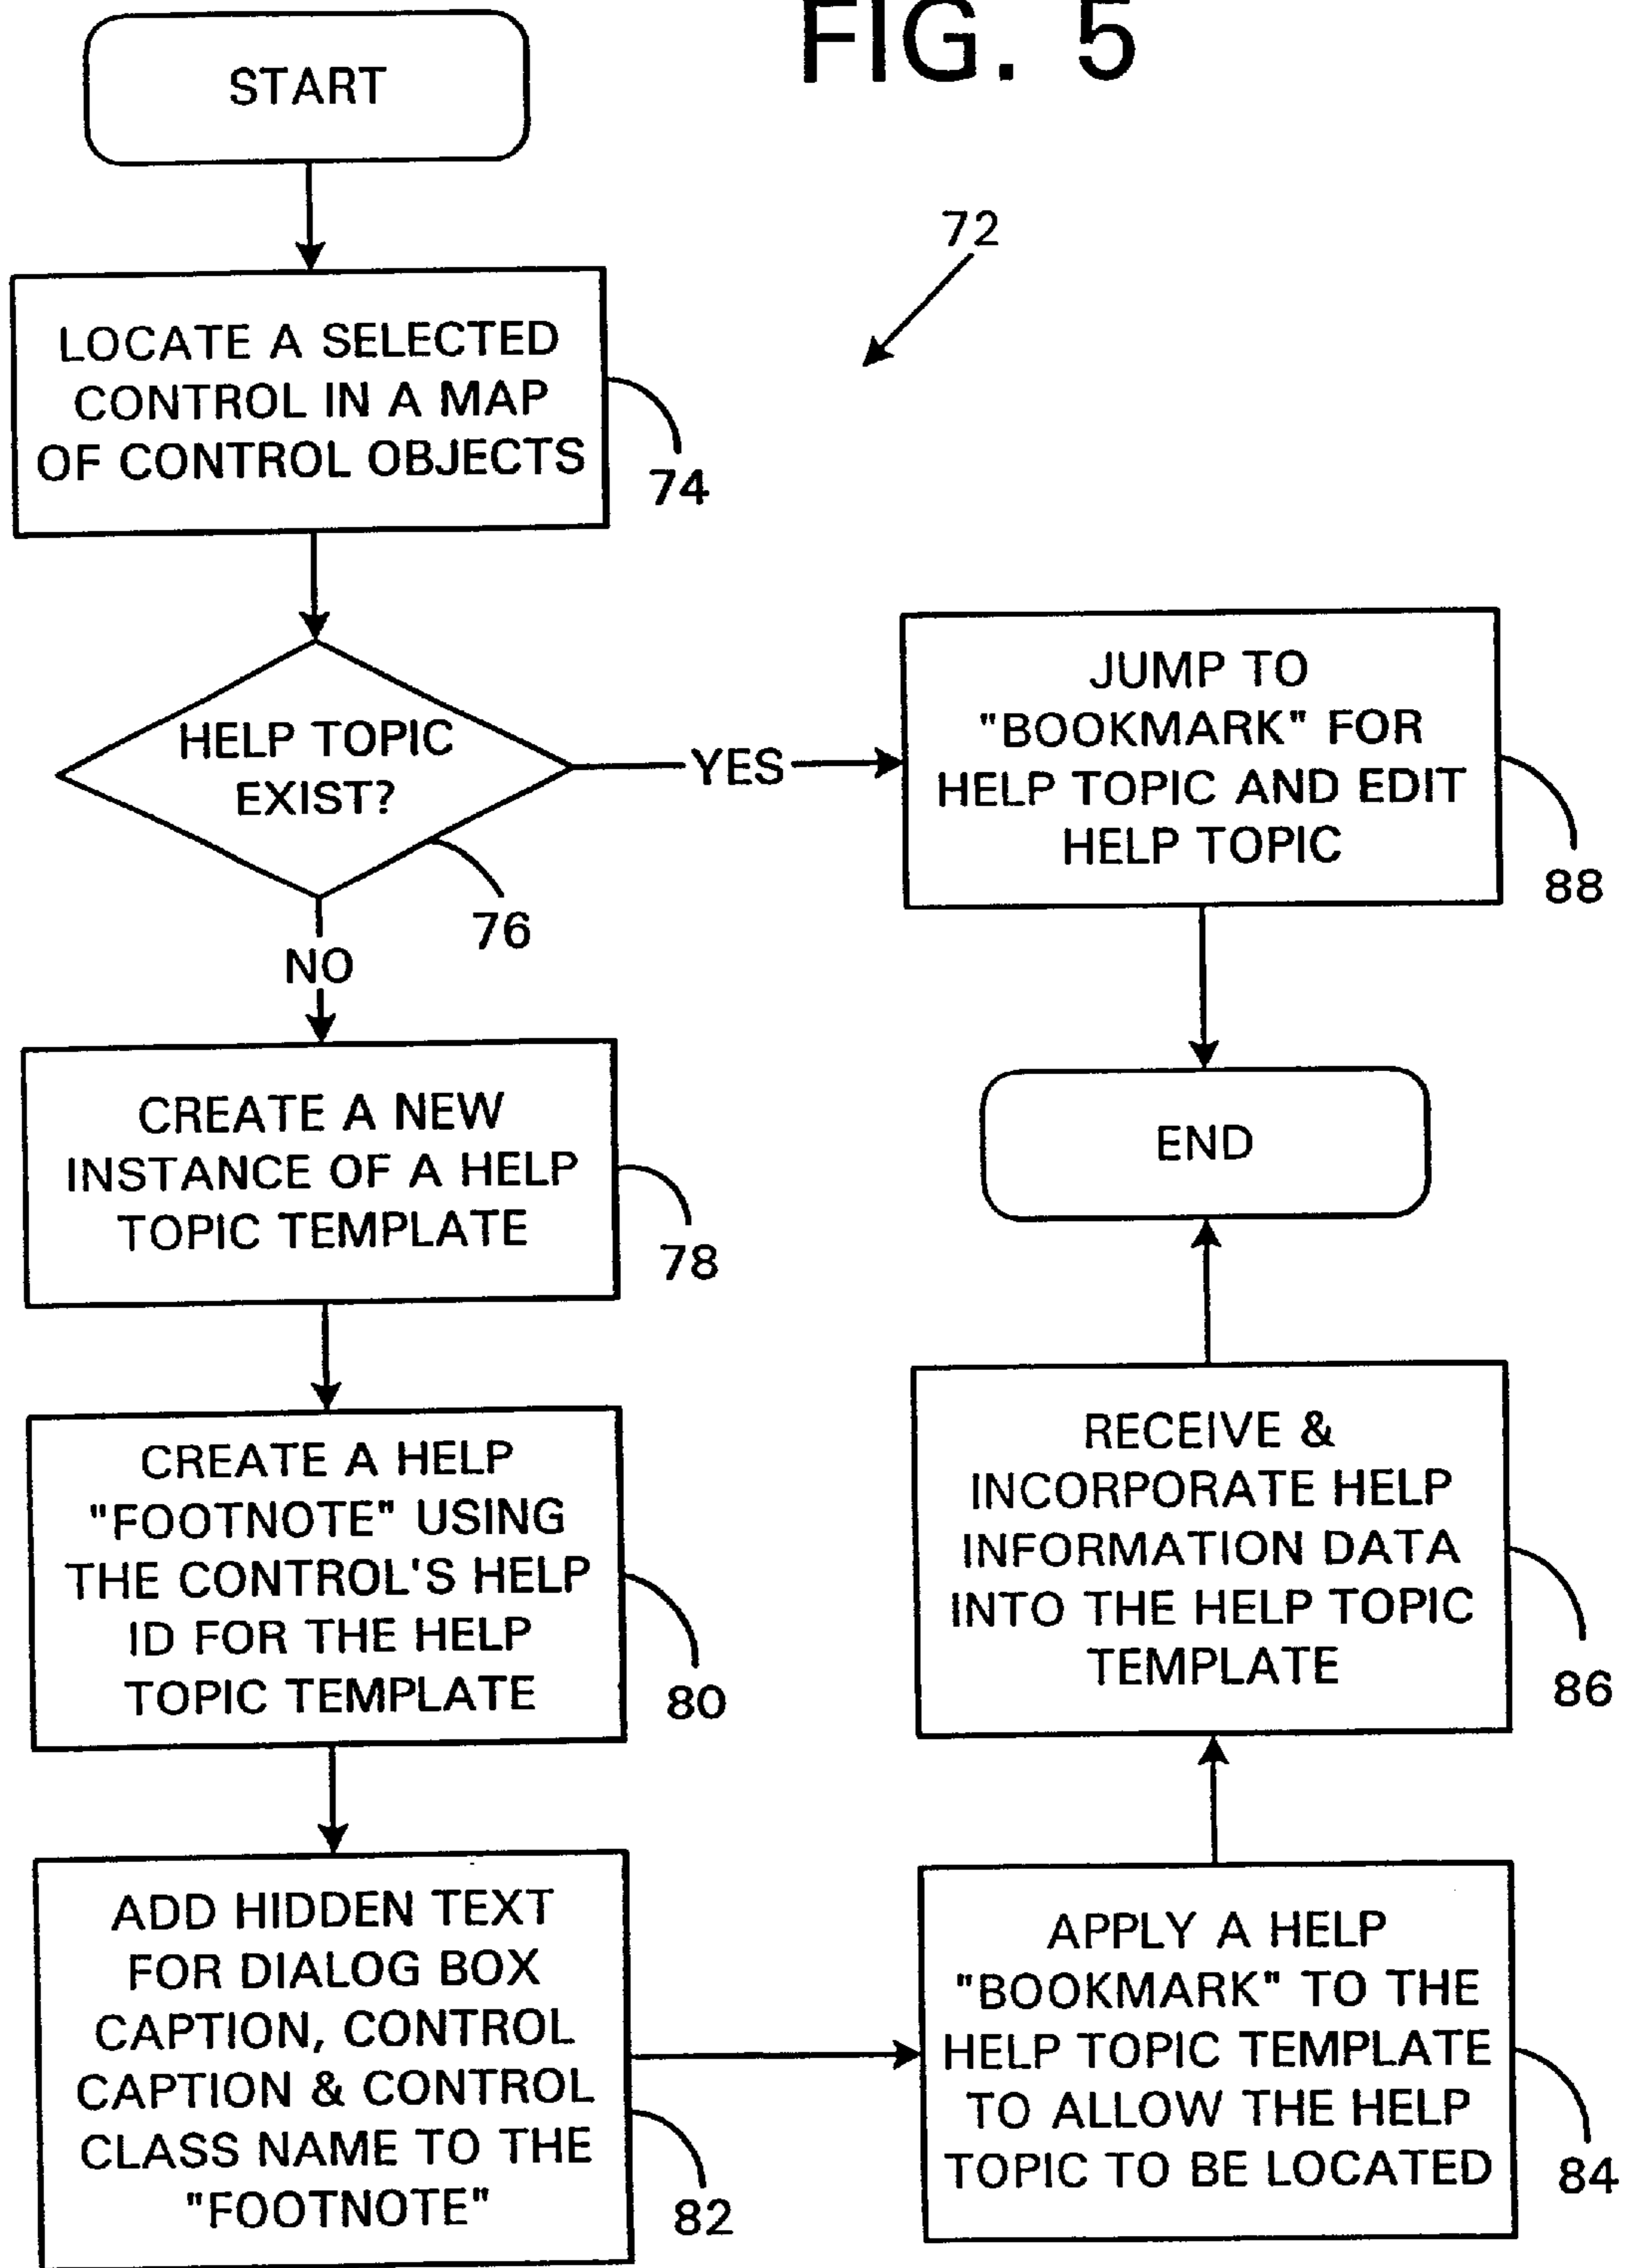 FIG. 5
START
72
LOCATE A SELECTED
CONTROL IN A MAP
OF CONTROL OBJECTS
74
HELP TOPIC
EXIST?
76
YES
NO
JUMP TO
"BOOKMARK" FOR
HELP TOPIC AND EDIT
HELP TOPIC
88
CREATE A NEW
INSTANCE OF A HELP
TOPIC TEMPLATE
78
END
CREATE A HELP
"FOOTNOTE" USING
THE CONTROL'S HELP
ID FOR THE HELP
TOPIC TEMPLATE
80
RECEIVE &
INCORPORATE HELP
INFORMATION DATA
INTO THE HELP TOPIC
TEMPLATE
86
ADD HIDDEN TEXT
FOR DIALOG BOX
CAPTION, CONTROL
CAPTION & CONTROL
CLASS NAME TO THE
"FOOTNOTE"
82
APPLY A HELP
"BOOKMARK" TO THE
HELP TOPIC TEMPLATE
TO ALLOW THE HELP
TOPIC TO BE LOCATED
84